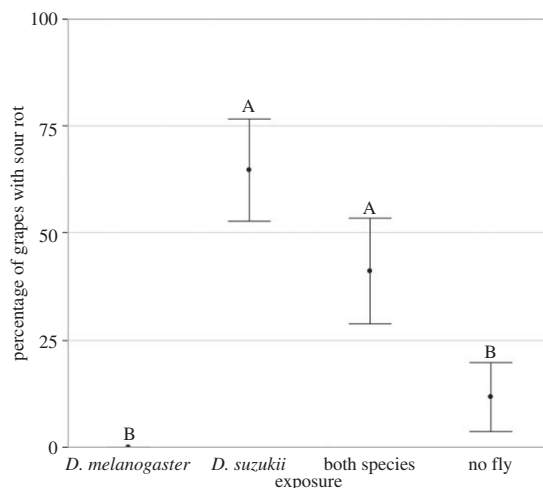 percentage of grapes with sour rot
100
75
50
25
0
B
A
A
B
D. melanogaster D. suzukii both species no fly
exposure